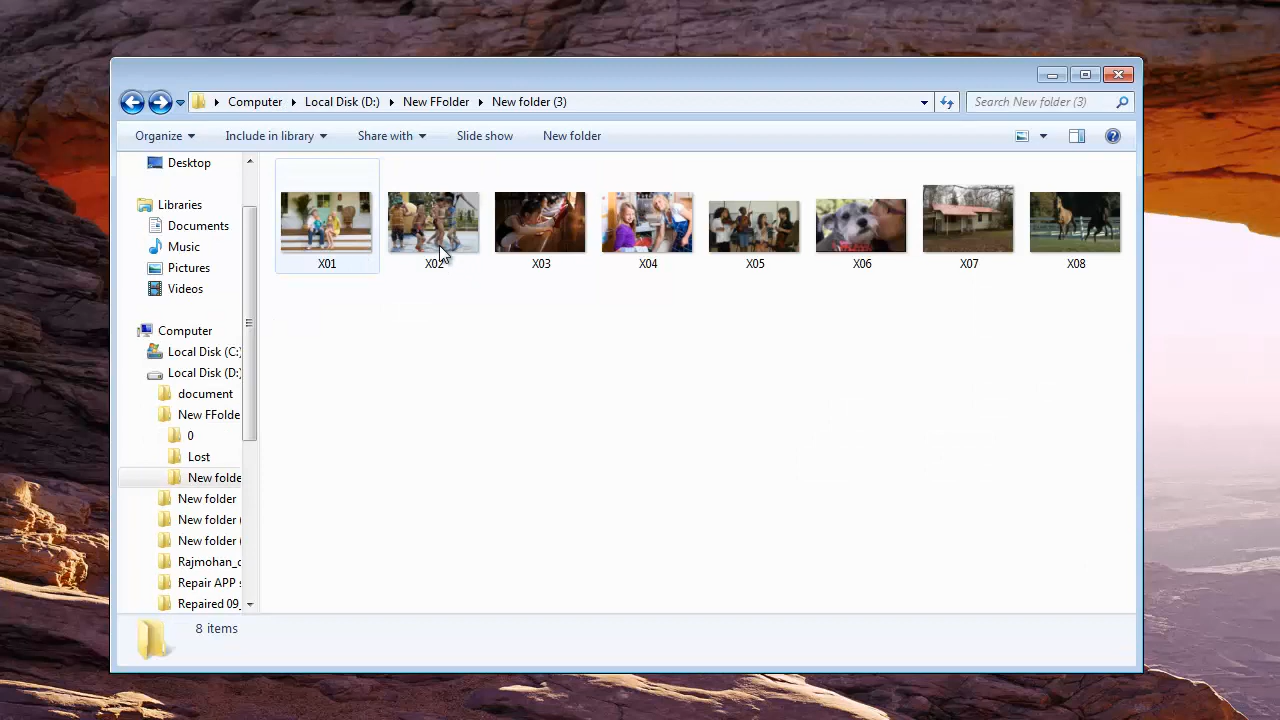 Computer Local Disk (D:) New FFolder New folder (3) Search New folder (3)
Organize Include in library Share with Slide show New folder
Desktop
Libraries
Documents
Music
Pictures
Videos
Computer
Local Disk (C:
Local Disk (D:
document
New FFolde
0
Lost
New folde
New folder
New folder (
New folder (
Rajmohan_c
Repair APP s
Repaired 09_
X01 X02 X03 X04 X05 X06 X07 X08
8 items